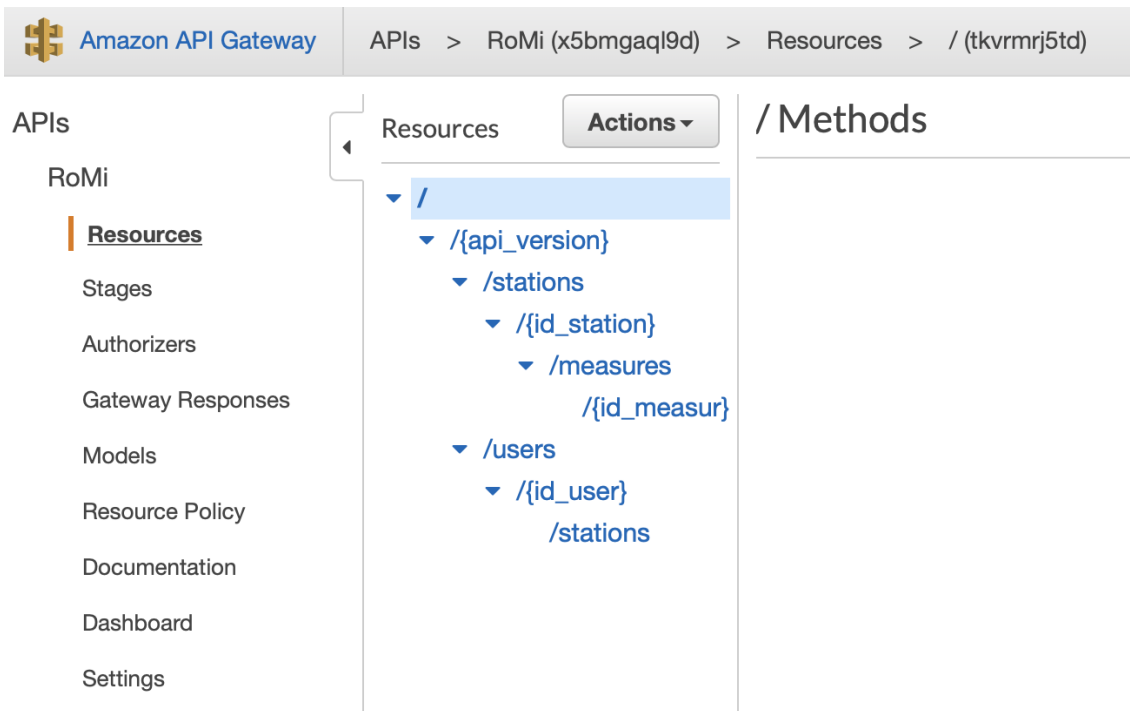 Amazon API Gateway
APIs > RoMi (x5bmgaql9d) > Resources > / (tkvrmrj5td)
APIs
RoMi
Resources
Stages
Authorizers
Gateway Responses
Models
Resource Policy
Documentation
Dashboard
Settings
Resources
Actions
/
/{api_version}
/stations
/{id_station}
/measures
/{id_measur}
/users
/{id_user}
/stations
/ Methods